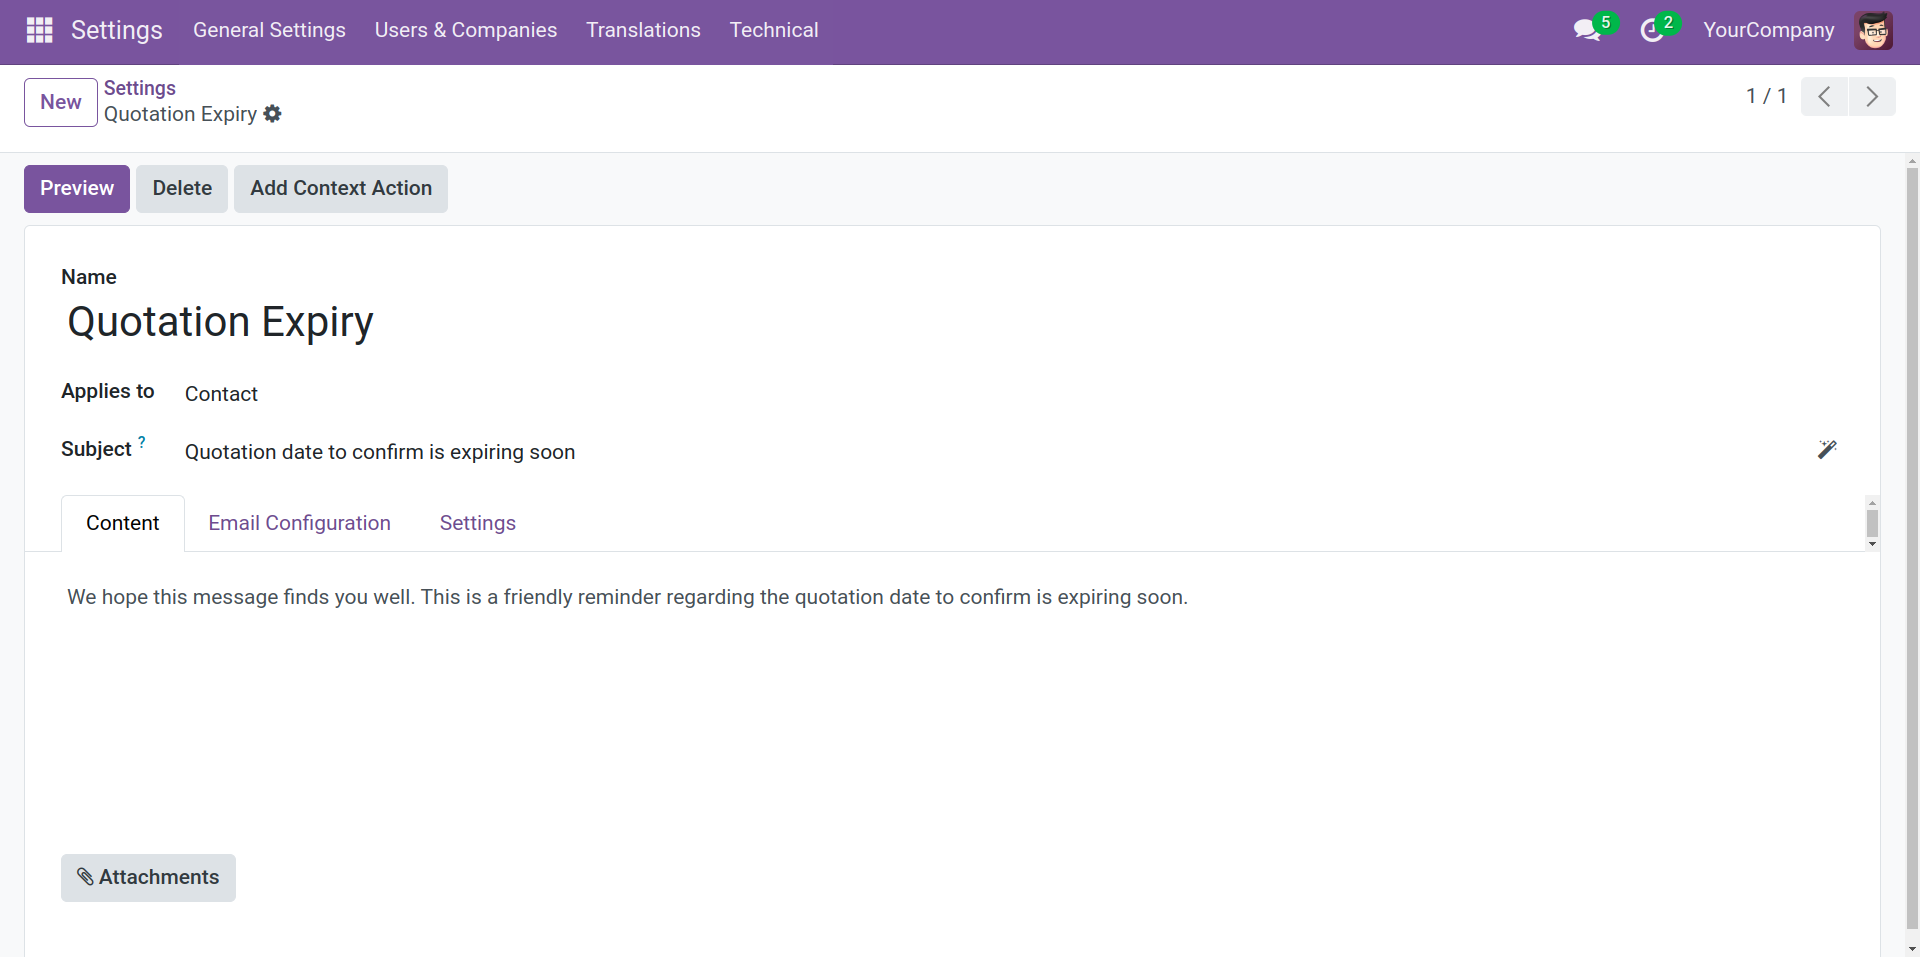 Settings General Settings Users & Companies Translations Technical 5 2 YourCompany
New Settings
Quotation Expiry
1 / 1
Preview Delete Add Context Action
Name
Quotation Expiry
Applies to Contact
Subject ? Quotation date to confirm is expiring soon
Content Email Configuration Settings
We hope this message finds you well. This is a friendly reminder regarding the quotation date to confirm is expiring soon.
Attachments